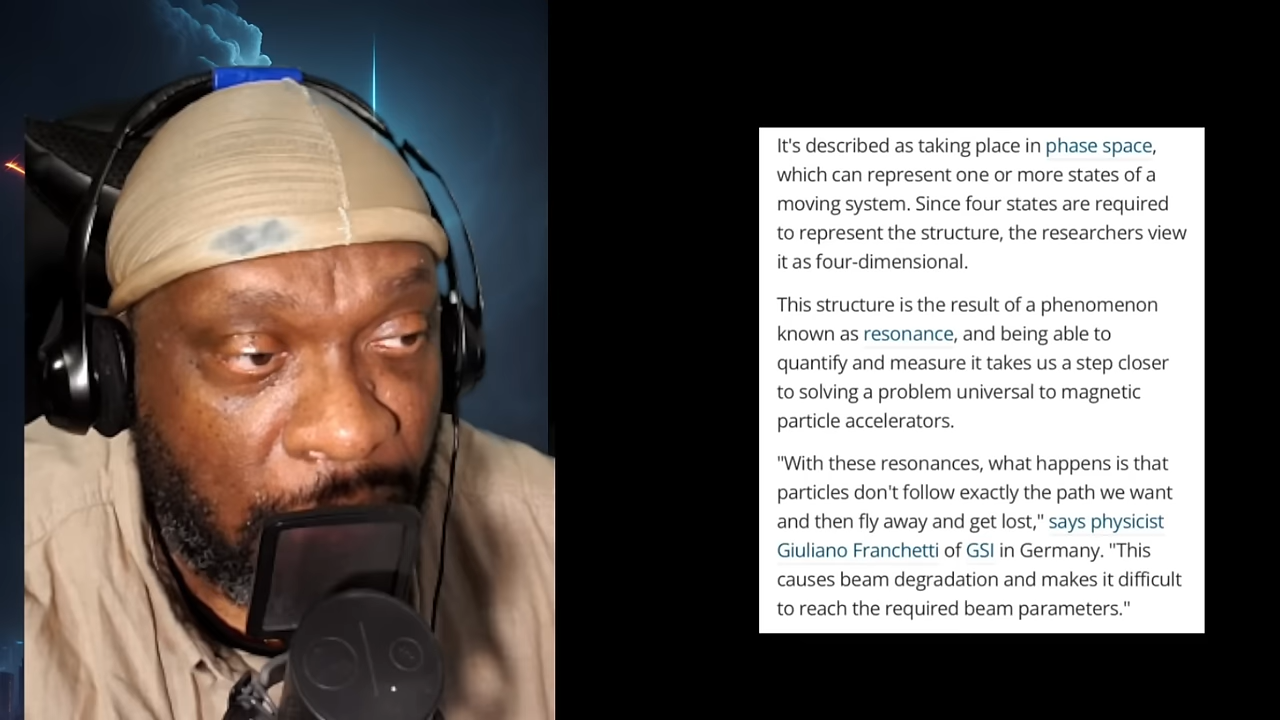 It's described as taking place in phase space,
which can represent one or more states of a
moving system. Since four states are required
to represent the structure, the researchers view
it as four-dimensional.
This structure is the result of a phenomenon
known as resonance, and being able to
quantify and measure it takes us a step closer
to solving a problem universal to magnetic
particle accelerators.
"With these resonances, what happens is that
particles don't follow exactly the path we want
and then fly away and get lost," says physicist
Giuliano Franchetti of GSI in Germany. "This
causes beam degradation and makes it difficult
to reach the required beam parameters."